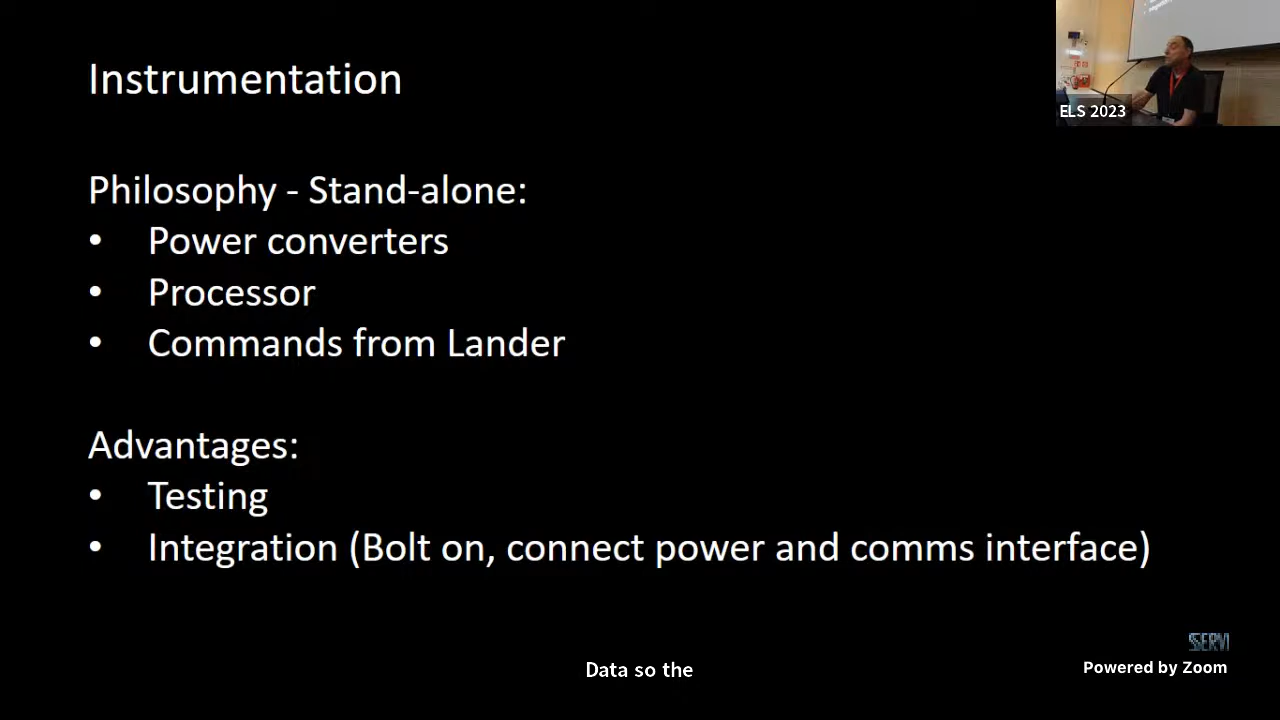 Instrumentation
ELS 2023
Philosophy - Stand-alone:
• Power converters
• Processor
• Commands from Lander
Advantages:
• Testing
• Integration (Bolt on, connect power and comms interface)
SSERVI
Data so the
Powered by Zoom